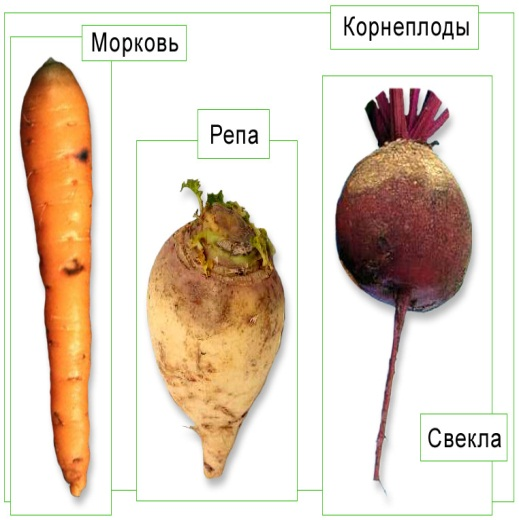 Корнеплоды
Морковь
Репа
Свекла